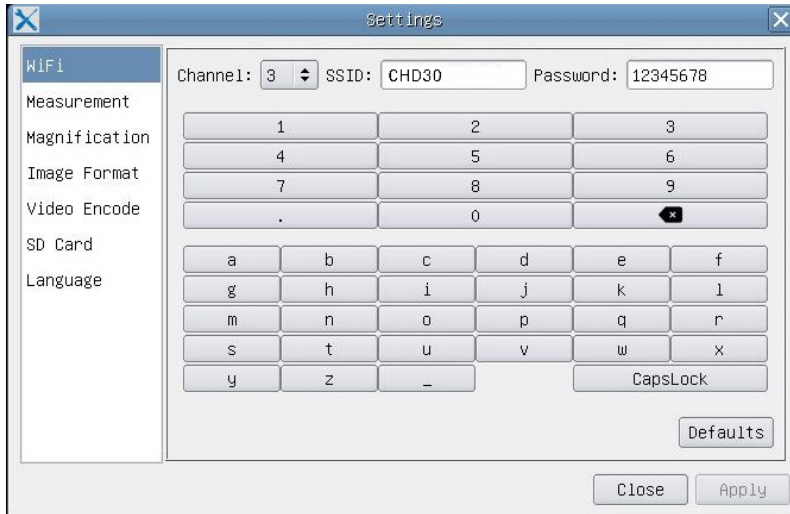 Settings
WiFi
Measurement
Magnification
Image Format
Video Encode
SD Card
Language
Channel: 3 SSID: CHD30 Password: 12345678
1 2 3
4 5 6
7 8 9
. 0
a b c d e f
g h i j k l
m n o p q r
s t u v w x
y z _ CapsLock
Defaults
Close Apply